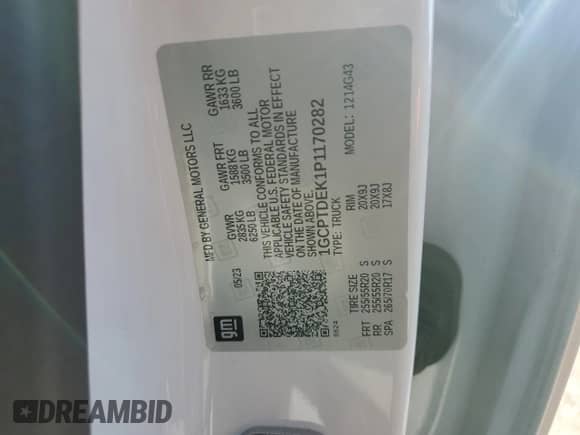 MFD BY GENERAL MOTORS LLC
05/23
GVWR
2835 KG
6250 LB
GAWR FRT
1588 KG
3500 LB
GAWR RR
1633 KG
3600 LB
THIS VEHICLE CONFORMS TO ALL
APPLICABLE U.S. FEDERAL MOTOR
VEHICLE SAFETY STANDARDS IN EFFECT
ON THE DATE OF MANUFACTURE
SHOWN ABOVE.
1GCPTDEK1P1170282
TYPE: TRUCK
MODEL: 1214G43
gm
TIRE SIZE RIM
FRT 255/55R20 S 20X9J
RR 255/55R20 S 20X9J
SPA 265/70R17 S 17X8J
DREAMBID